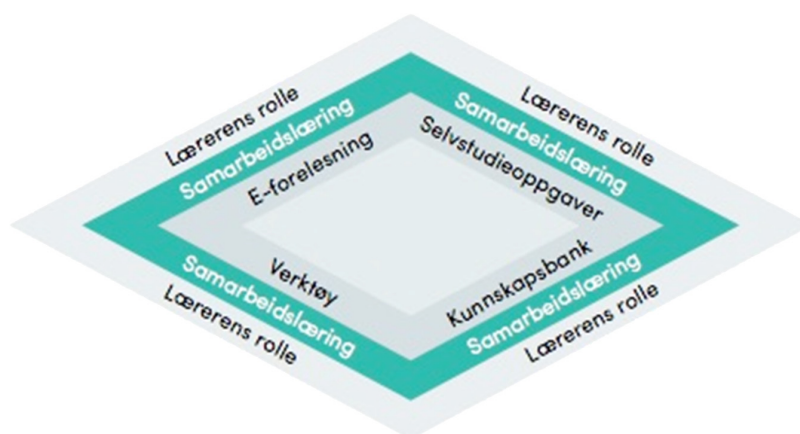 Lærerens rolle
Lærerens rolle
Samarbeidslæring
Samarbeidslæring
E-forelesning
Selvstudieoppgaver
Verktøy
Kunnskapsbank
Samarbeidslæring
Samarbeidslæring
Lærerens rolle
Lærerens rolle